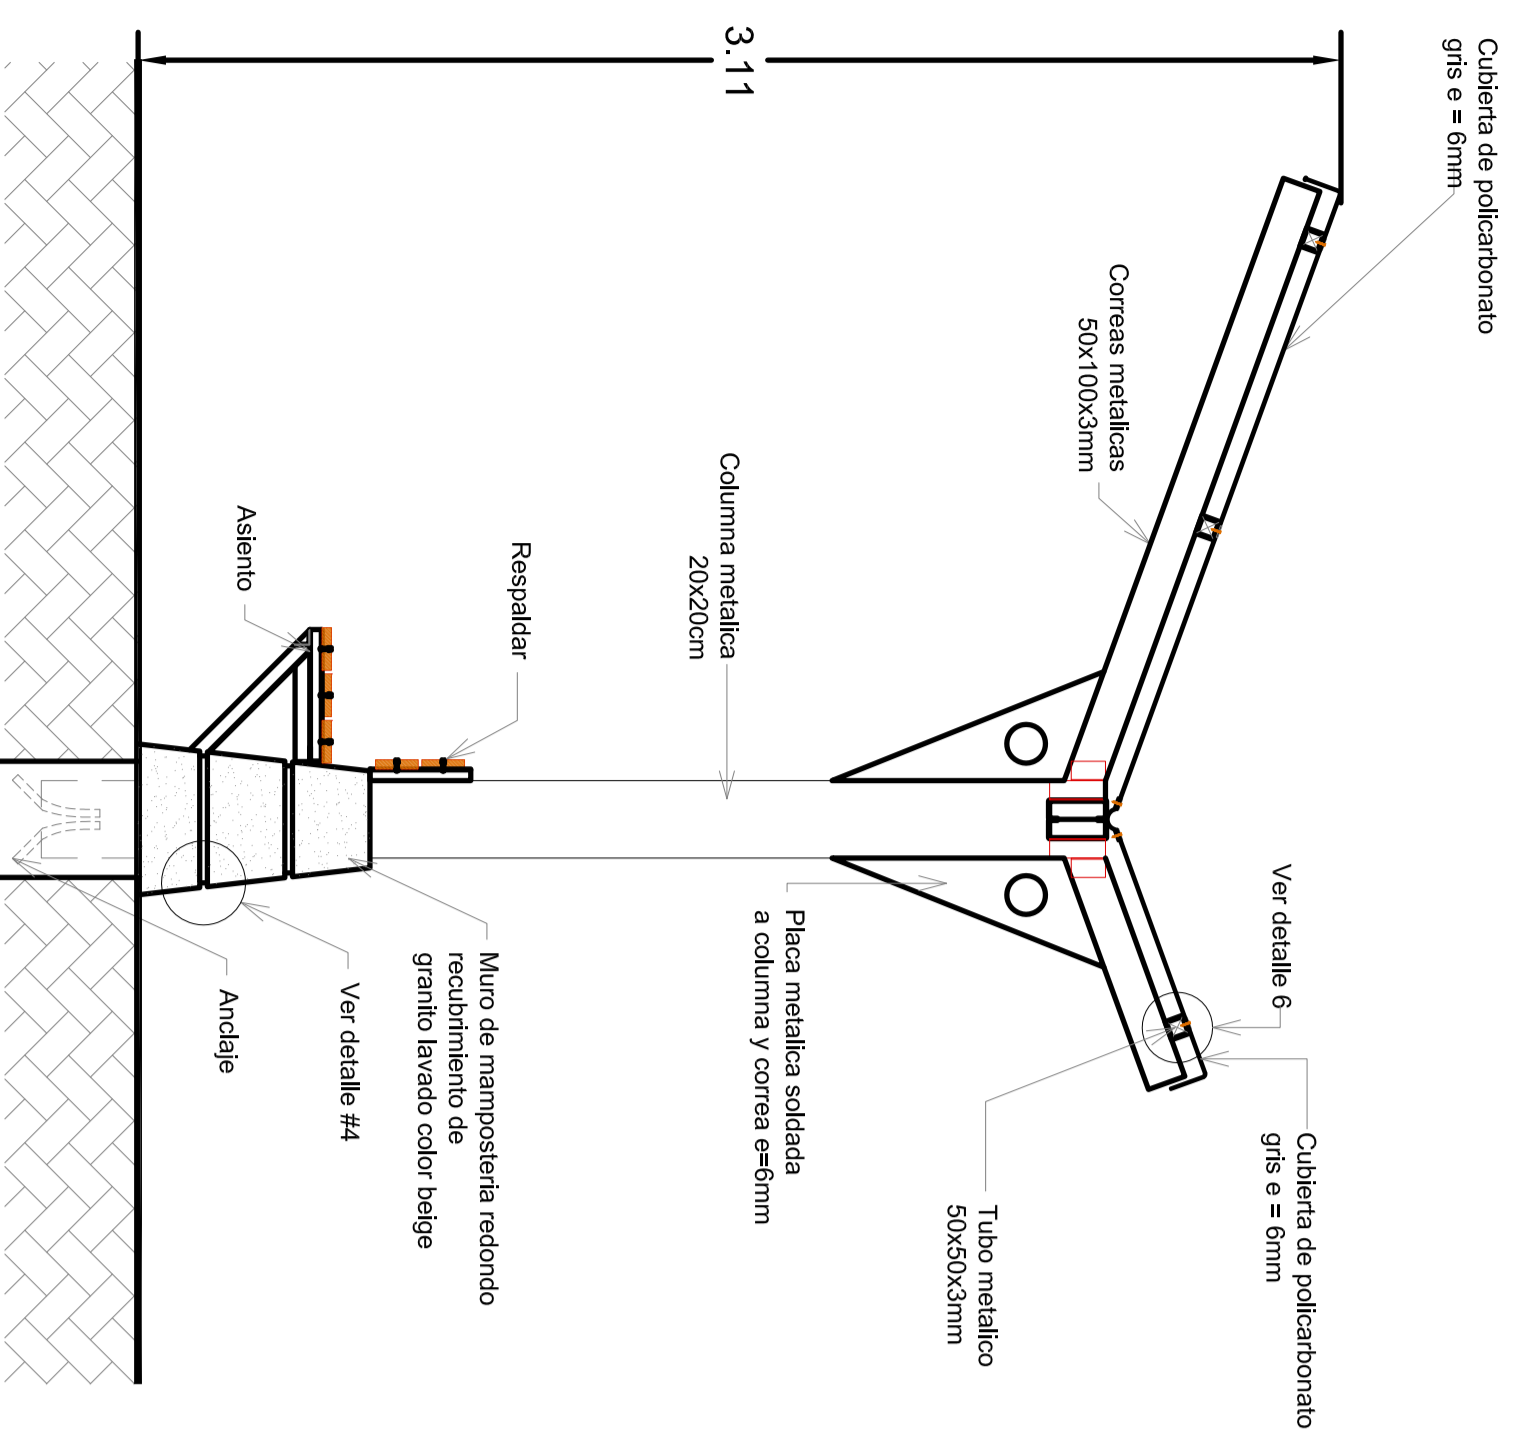 Cubierta de policarbonato
gris e = 6mm
3.11
Correas metalicas
50x100x3mm
Ver detalle 6
Cubierta de policarbonato
gris e = 6mm
Tubo metalico
50x50x3mm
Placa metalica soldada
a columna y correa e=6mm
Columna metalica
20x20cm
Respaldar
Asiento
Muro de mamposteria redondo
recubrimiento de
granito lavado color beige
Ver detalle #4
Anclaje